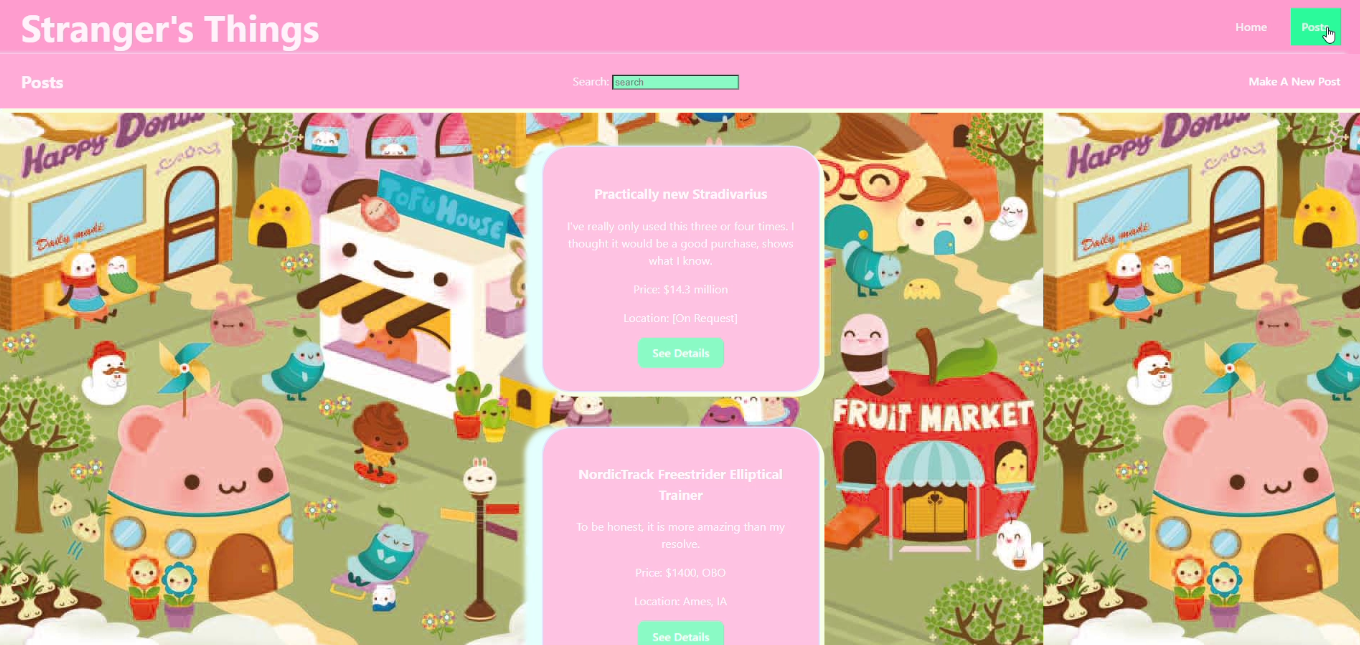 Stranger's Things
Home
Posts
Posts
Search:
search
Make A New Post
HAPPY Donuts
Daily made
TOFU HOUSE
Practically new Stradivarius
I've really only used this three or four times. I
thought it would be a good purchase, shows
what I know.
Price: $14.3 million
Location: [On Request]
See Details
FRUIT MARKET
NordicTrack Freestrider Elliptical
Trainer
To be honest, it is more amazing than my
resolve.
Price: $1400, OBO
Location: Ames, IA
See Details
HAPPY Donuts
Daily made